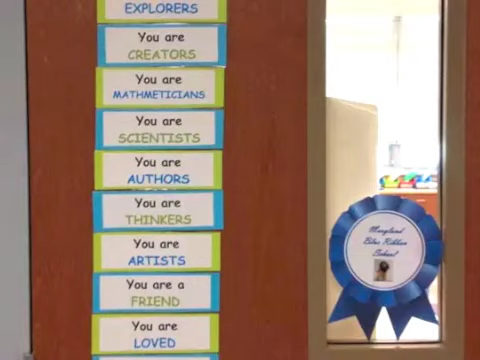 EXPLORERS
You are
CREATORS
You are
MATHMETICIANS
You are
SCIENTISTS
You are
AUTHORS
You are
THINKERS
You are
ARTISTS
You are a
FRIEND
You are
LOVED
Maryland
Blue Ribbon
School